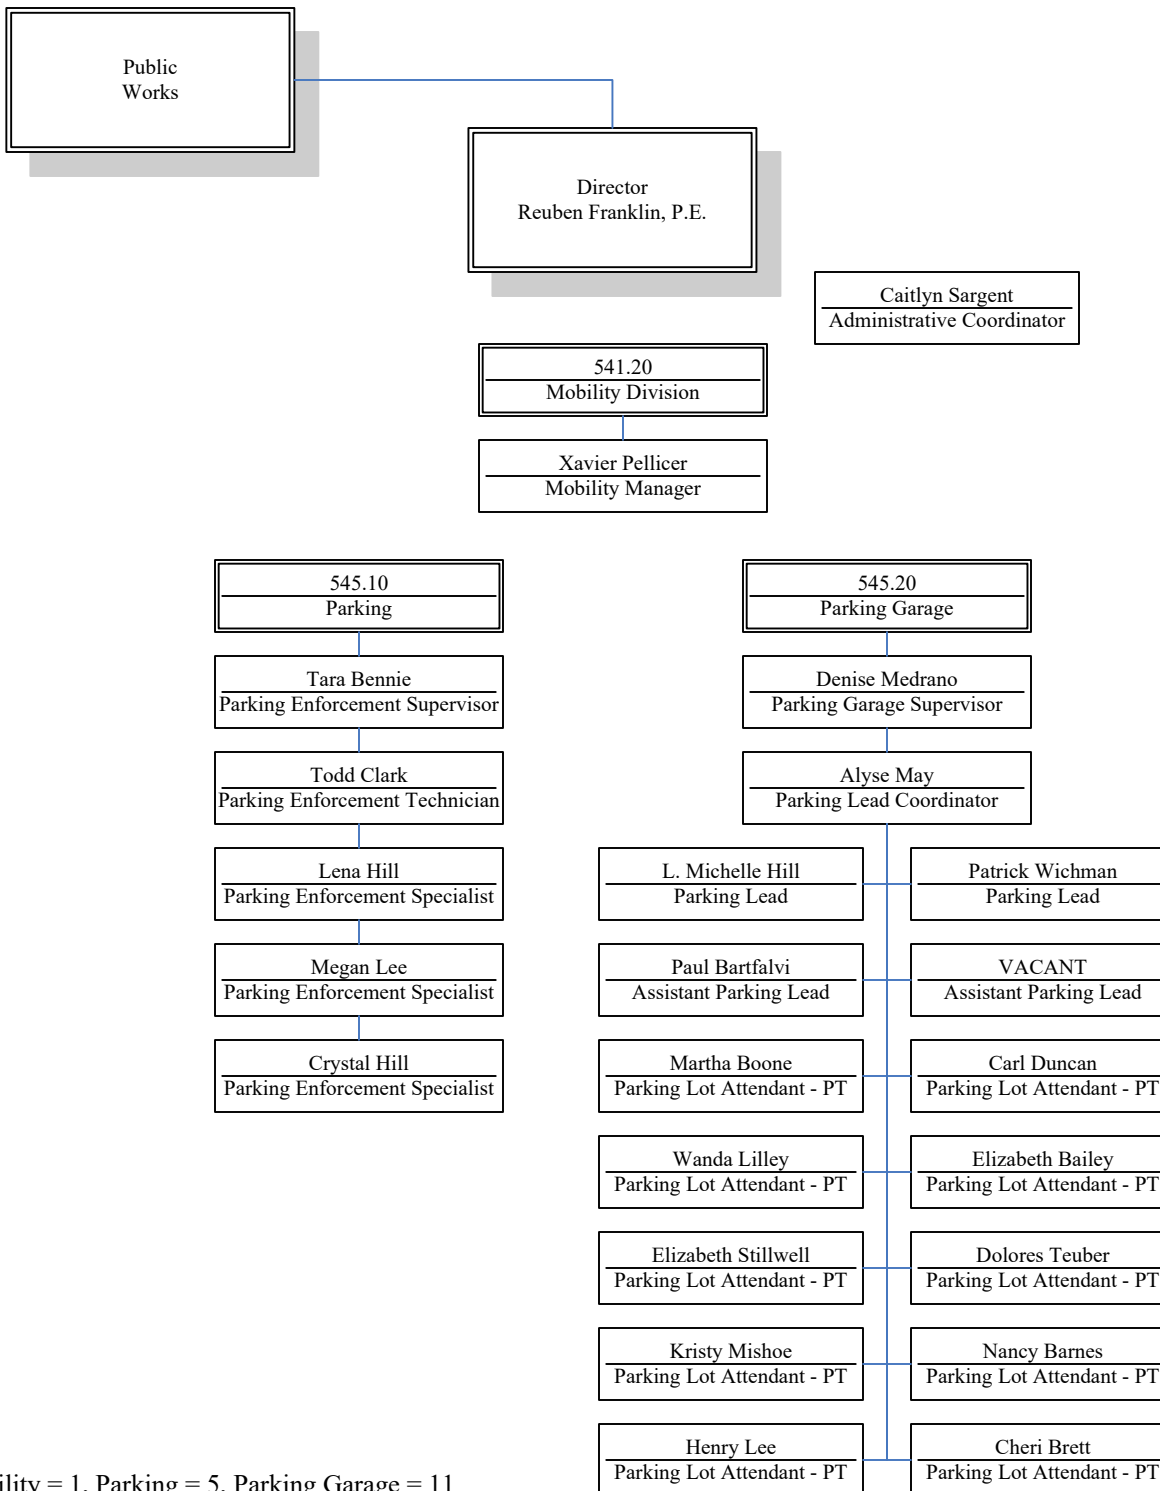 Public
Works
Director
Reuben Franklin, P.E.
Caitlyn Sargent
Administrative Coordinator
541.20
Mobility Division
Xavier Pellicer
Mobility Manager
545.10
Parking
Tara Bennie
Parking Enforcement Supervisor
Todd Clark
Parking Enforcement Technician
Lena Hill
Parking Enforcement Specialist
Megan Lee
Parking Enforcement Specialist
Crystal Hill
Parking Enforcement Specialist
545.20
Parking Garage
Denise Medrano
Parking Garage Supervisor
Alyse May
Parking Lead Coordinator
L. Michelle Hill
Parking Lead
Patrick Wichman
Parking Lead
Paul Bartfalvi
Assistant Parking Lead
VACANT
Assistant Parking Lead
Martha Boone
Parking Lot Attendant - PT
Carl Duncan
Parking Lot Attendant - PT
Wanda Lilley
Parking Lot Attendant - PT
Elizabeth Bailey
Parking Lot Attendant - PT
Elizabeth Stillwell
Parking Lot Attendant - PT
Dolores Teuber
Parking Lot Attendant - PT
Kristy Mishoe
Parking Lot Attendant - PT
Nancy Barnes
Parking Lot Attendant - PT
Henry Lee
Parking Lot Attendant - PT
Cheri Brett
Parking Lot Attendant - PT
= 1, Parking = 5, Parking Garage = 11